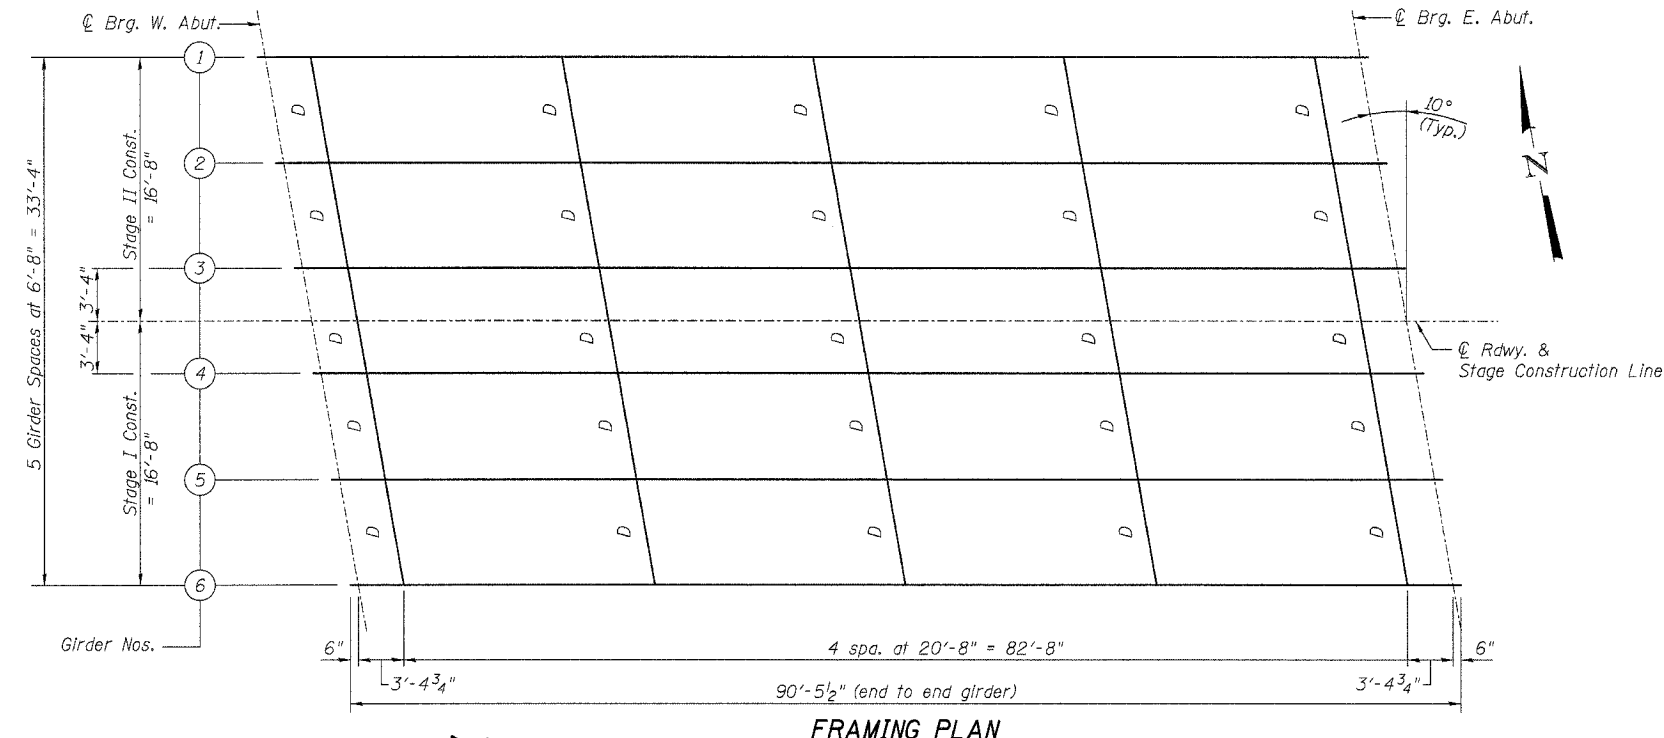 ℄ Brg. W. Abut.
℄ Brg. E. Abut.
1
2
3
4
5
6
Girder Nos.
5 Girder Spaces at 6'-8" = 33'-4"
Stage II Const.
= 16'-8"
3'-4"
3'-4"
Stage I Const.
= 16'-8"
D D D D D
D D D D D
D D D D D
D D D D D
D D D D D
10°
(Typ.)
N
℄ Rdwy. &
Stage Construction Line
6"
4 spa. at 20'-8" = 82'-8"
6"
3'-4¾"
3'-4¾"
90'-5½" (end to end girder)
FRAMING PLAN